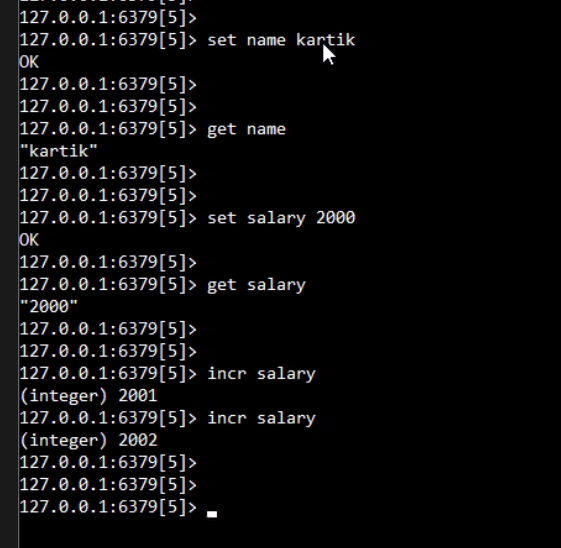 127.0.0.1:6379[5]>
127.0.0.1:6379[5]> set name kartik
OK
127.0.0.1:6379[5]>
127.0.0.1:6379[5]>
127.0.0.1:6379[5]> get name
"kartik"
127.0.0.1:6379[5]>
127.0.0.1:6379[5]>
127.0.0.1:6379[5]> set salary 2000
OK
127.0.0.1:6379[5]>
127.0.0.1:6379[5]> get salary
"2000"
127.0.0.1:6379[5]>
127.0.0.1:6379[5]>
127.0.0.1:6379[5]> incr salary
(integer) 2001
127.0.0.1:6379[5]> incr salary
(integer) 2002
127.0.0.1:6379[5]>
127.0.0.1:6379[5]>
127.0.0.1:6379[5]>